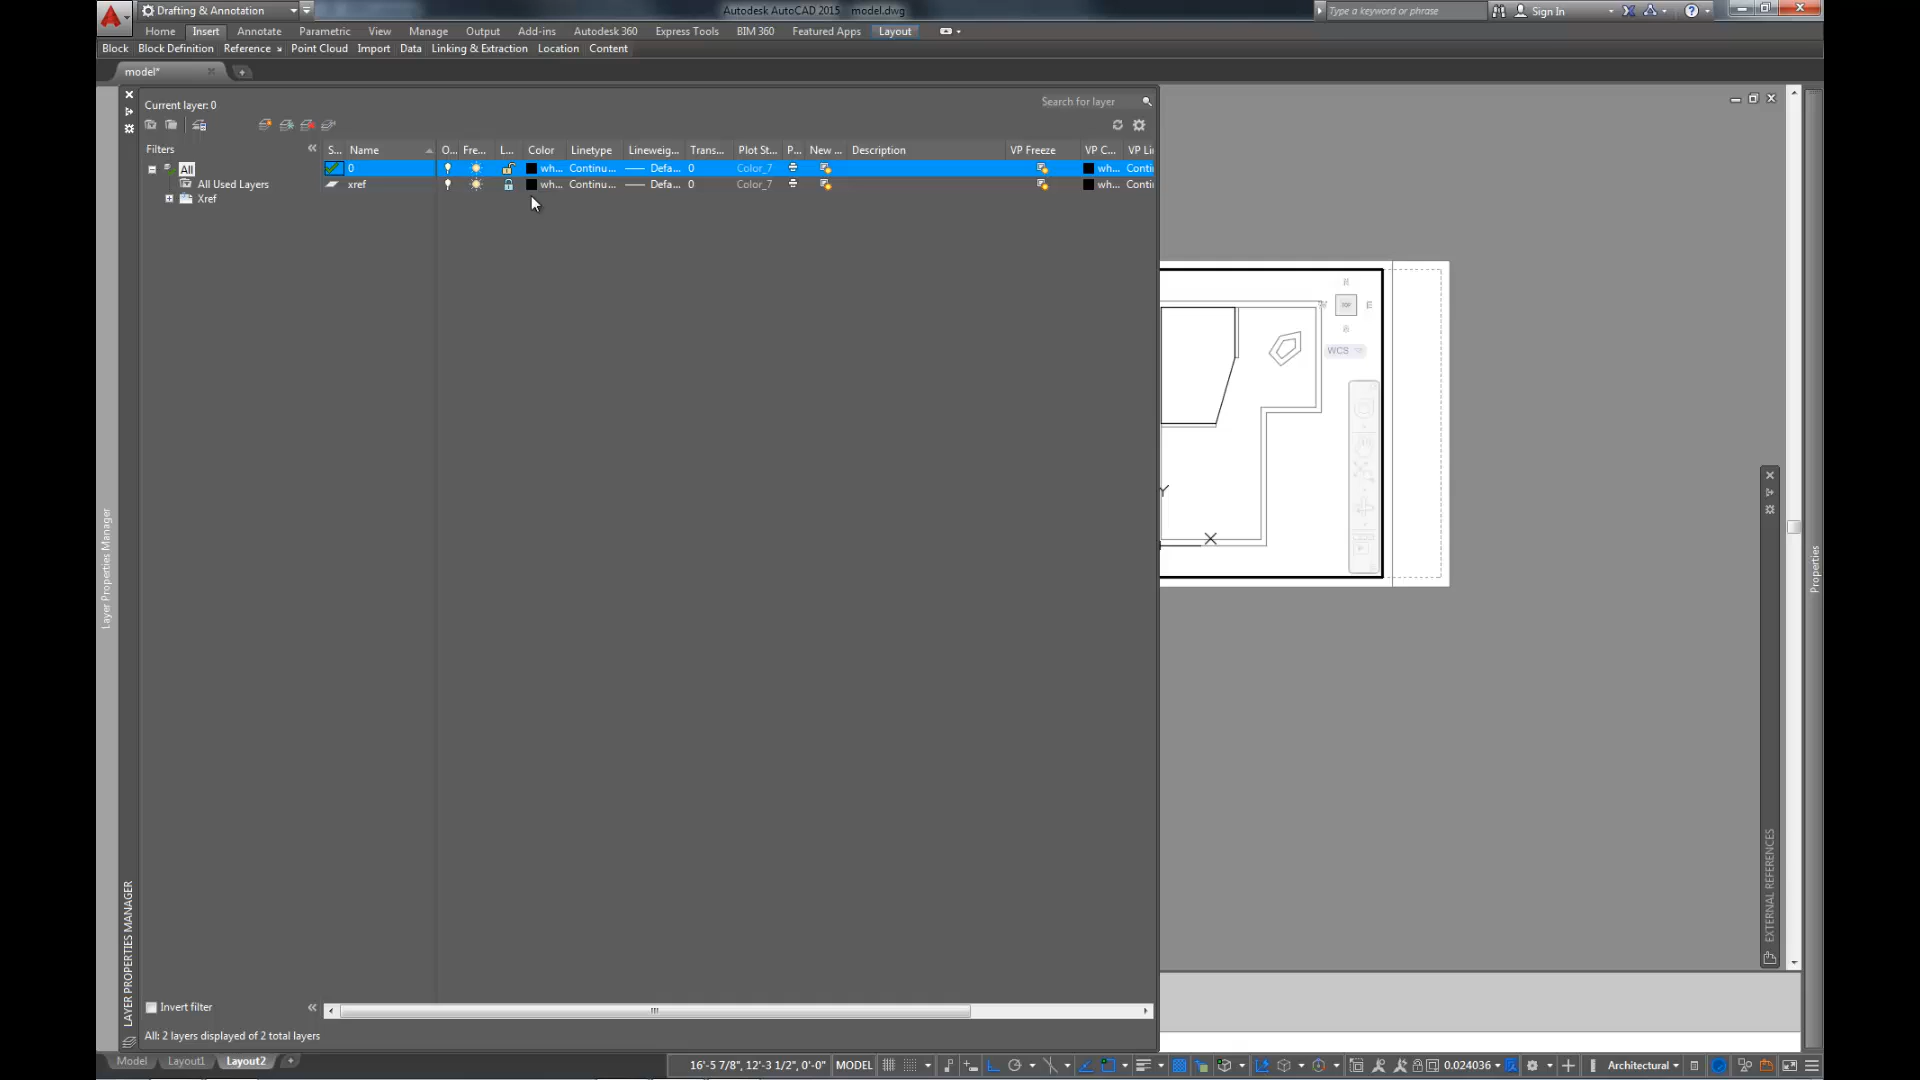 Drafting & Annotation
Autodesk AutoCAD 2015 model.dwg
Type a keyword or phrase
Sign In
Home Insert Annotate Parametric View Manage Output Add-ins Autodesk 360 Express Tools BIM 360 Featured Apps Layout
Block Block Definition Reference Point Cloud Import Data Linking & Extraction Location Content
model*
Current layer: 0
Search for layer
Filters
S... Name O... Fre... L... Color Linetype Lineweig... Trans... Plot St... P... New ... Description VP Freeze VP C... VP Li
All
0 wh... Continu... Defa... 0 Color_7 wh... Conti
All Used Layers
xref wh... Continu... Defa... 0 Color_7 wh... Conti
Xref
TOP
E
WCS
Y
X
Layer Properties Manager
LAYER PROPERTIES MANAGER
Properties
EXTERNAL REFERENCES
Invert filter
All: 2 layers displayed of 2 total layers
Model Layout1 Layout2
16'-5 7/8", 12'-3 1/2", 0'-0" MODEL 0.024036 Architectural